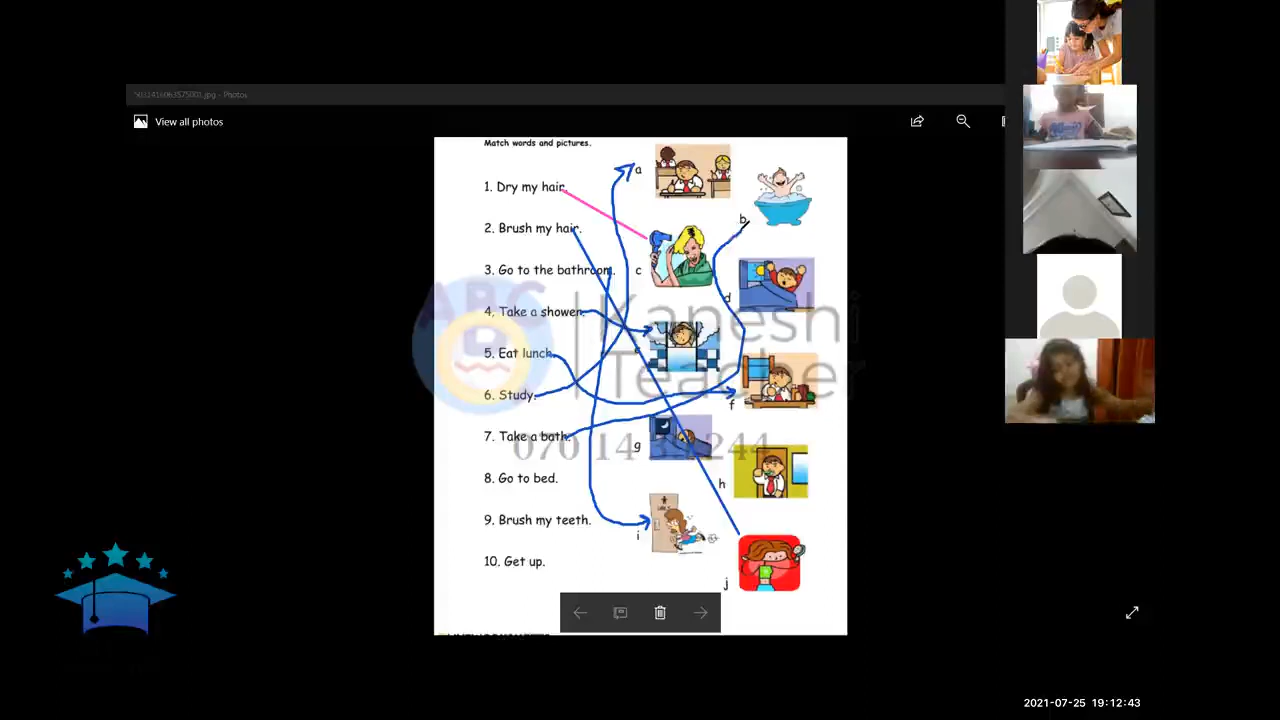 View all photos
Match words and pictures.
1. Dry my hair.
2. Brush my hair.
3. Go to the bathroom.
4. Take a shower.
5. Eat lunch.
6. Study.
7. Take a bath.
8. Go to bed.
9. Brush my teeth.
10. Get up.
a
b
c
d
e
f
g
h
i
j
ABC
Kaneshi
Teacher
2021-07-25 19:12:43